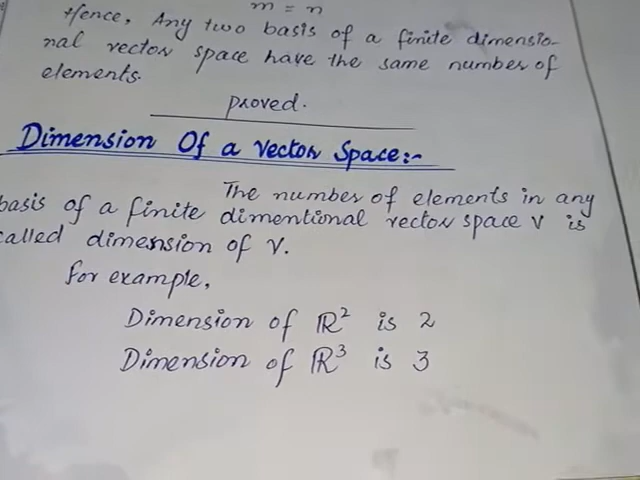 m = n
Hence, Any two basis of a finite dimensio-
nal vector space have the same number of
elements.
proved.
Dimension Of a Vector Space:-
The number of elements in any
basis of a finite dimentional vector space V is
called dimension of V.
for example,
Dimension of ℝ² is 2
Dimension of ℝ³ is 3